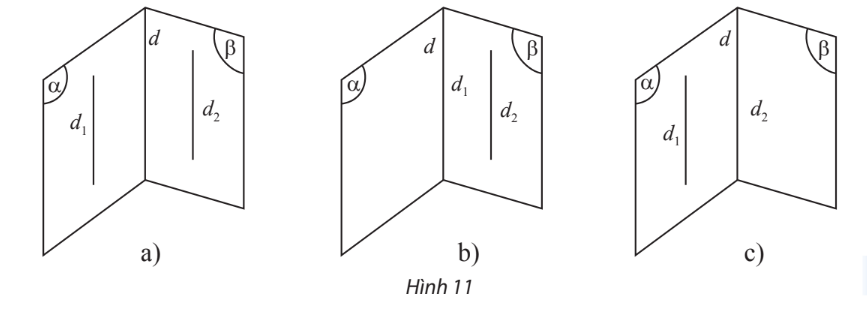 α d₁ d d₂ β
α d d₁ d₂ β
α d₁ d d₂ β
a) b) c)
Hình 11